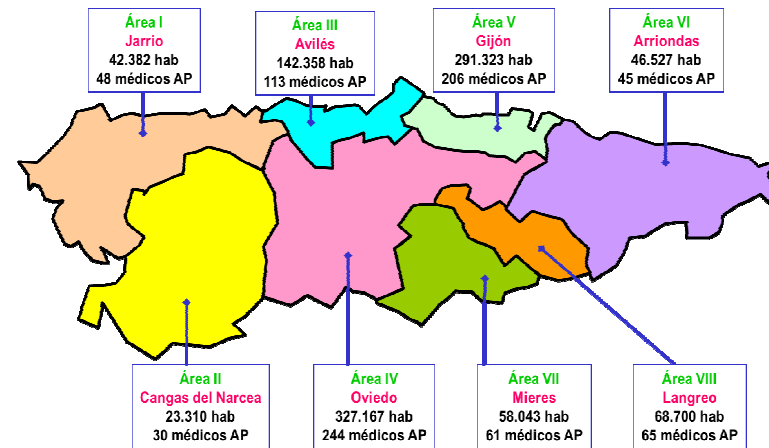 Área I
Jarrio
42.382 hab
48 médicos AP
Área III
Avilés
142.358 hab
113 médicos AP
Área V
Gijón
291.323 hab
206 médicos AP
Área VI
Arriondas
46.527 hab
45 médicos AP
Área II
Cangas del Narcea
23.310 hab
30 médicos AP
Área IV
Oviedo
327.167 hab
244 médicos AP
Área VII
Mieres
58.043 hab
61 médicos AP
Área VIII
Langreo
68.700 hab
65 médicos AP